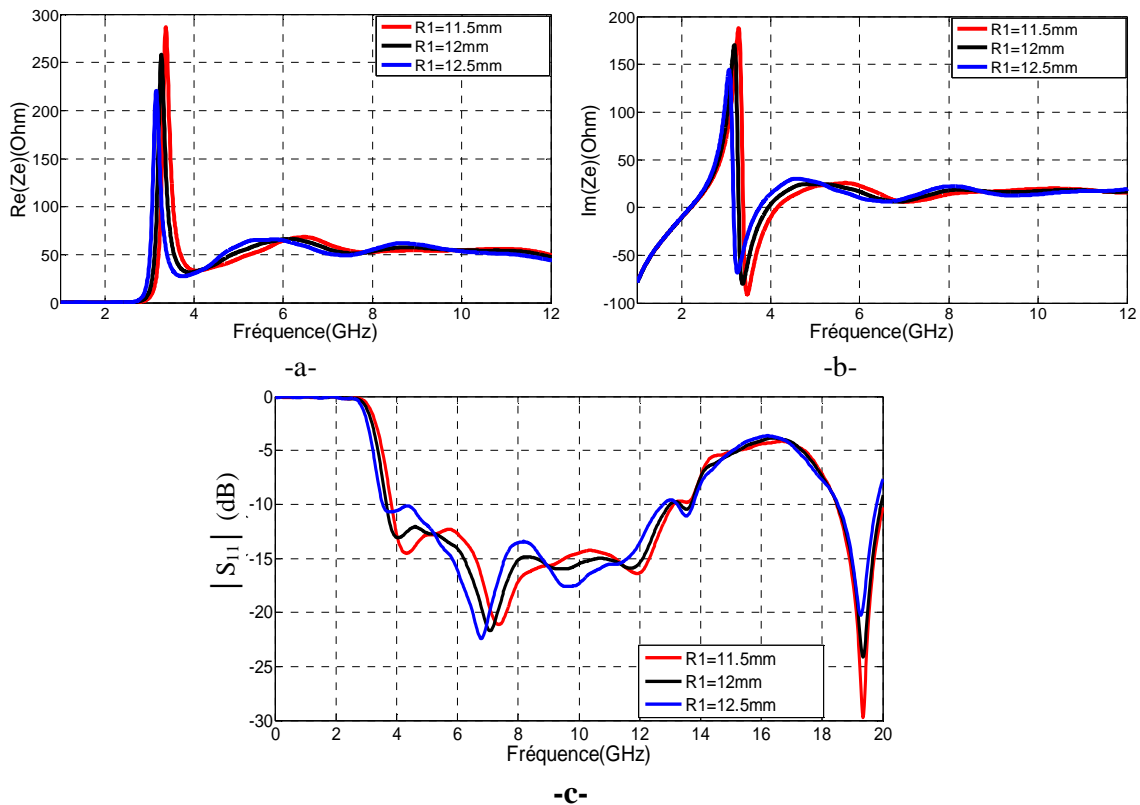 300
250
200
150
100
50
0
Re(Ze)(Ohm)
2
4
6
8
10
12
Fréquence(GHz)
R1=11.5mm
R1=12mm
R1=12.5mm
-a-
200
150
100
50
0
-50
-100
Im(Ze)(Ohm)
2
4
6
8
10
12
Fréquence(GHz)
R1=11.5mm
R1=12mm
R1=12.5mm
-b-
0
-5
-10
-15
-20
-25
-30
| S11 | (dB)
0
2
4
6
8
10
12
14
16
18
20
Fréquence(GHz)
R1=11.5mm
R1=12mm
R1=12.5mm
-c-